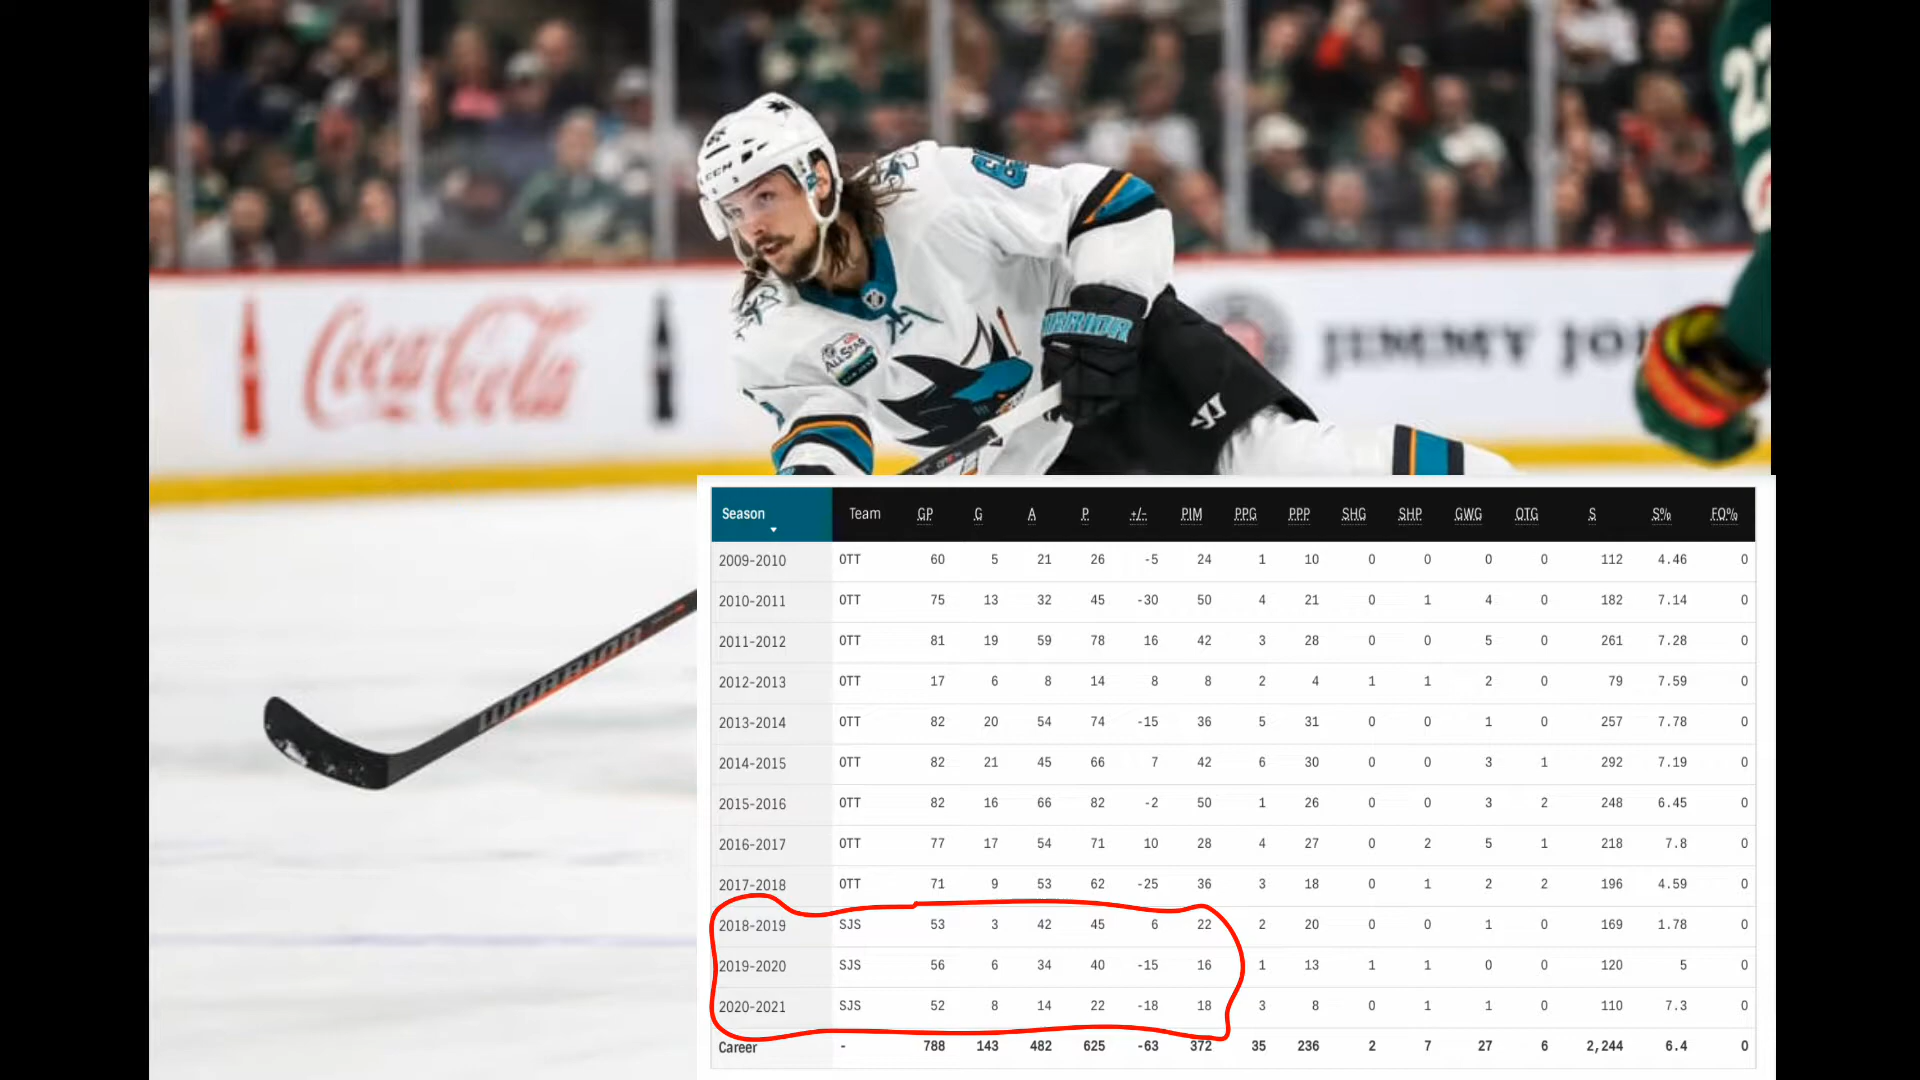 CCM
WARRIOR
ALL STAR
Coca-Cola
JIMMY JO
22
WARRIOR
Season Team GP G A P +/- PIM PPG PPP SHG SHP GWG OTG S S% FO%
2009-2010 OTT 60 5 21 26 -5 24 1 10 0 0 0 0 112 4.46 0
2010-2011 OTT 75 13 32 45 -30 50 4 21 0 1 4 0 182 7.14 0
2011-2012 OTT 81 19 59 78 16 42 3 28 0 0 5 0 261 7.28 0
2012-2013 OTT 17 6 8 14 8 8 2 4 1 1 2 0 79 7.59 0
2013-2014 OTT 82 20 54 74 -15 36 5 31 0 0 1 0 257 7.78 0
2014-2015 OTT 82 21 45 66 7 42 6 30 0 0 3 1 292 7.19 0
2015-2016 OTT 82 16 66 82 -2 50 1 26 0 0 3 2 248 6.45 0
2016-2017 OTT 77 17 54 71 10 28 4 27 0 2 5 1 218 7.8 0
2017-2018 OTT 71 9 53 62 -25 36 3 18 0 1 2 2 196 4.59 0
2018-2019 SJS 53 3 42 45 6 22 2 20 0 0 1 0 169 1.78 0
2019-2020 SJS 56 6 34 40 -15 16 1 13 1 1 0 0 120 5 0
2020-2021 SJS 52 8 14 22 -18 18 3 8 0 1 1 0 110 7.3 0
Career - 788 143 482 625 -63 372 35 236 2 7 27 6 2,244 6.4 0